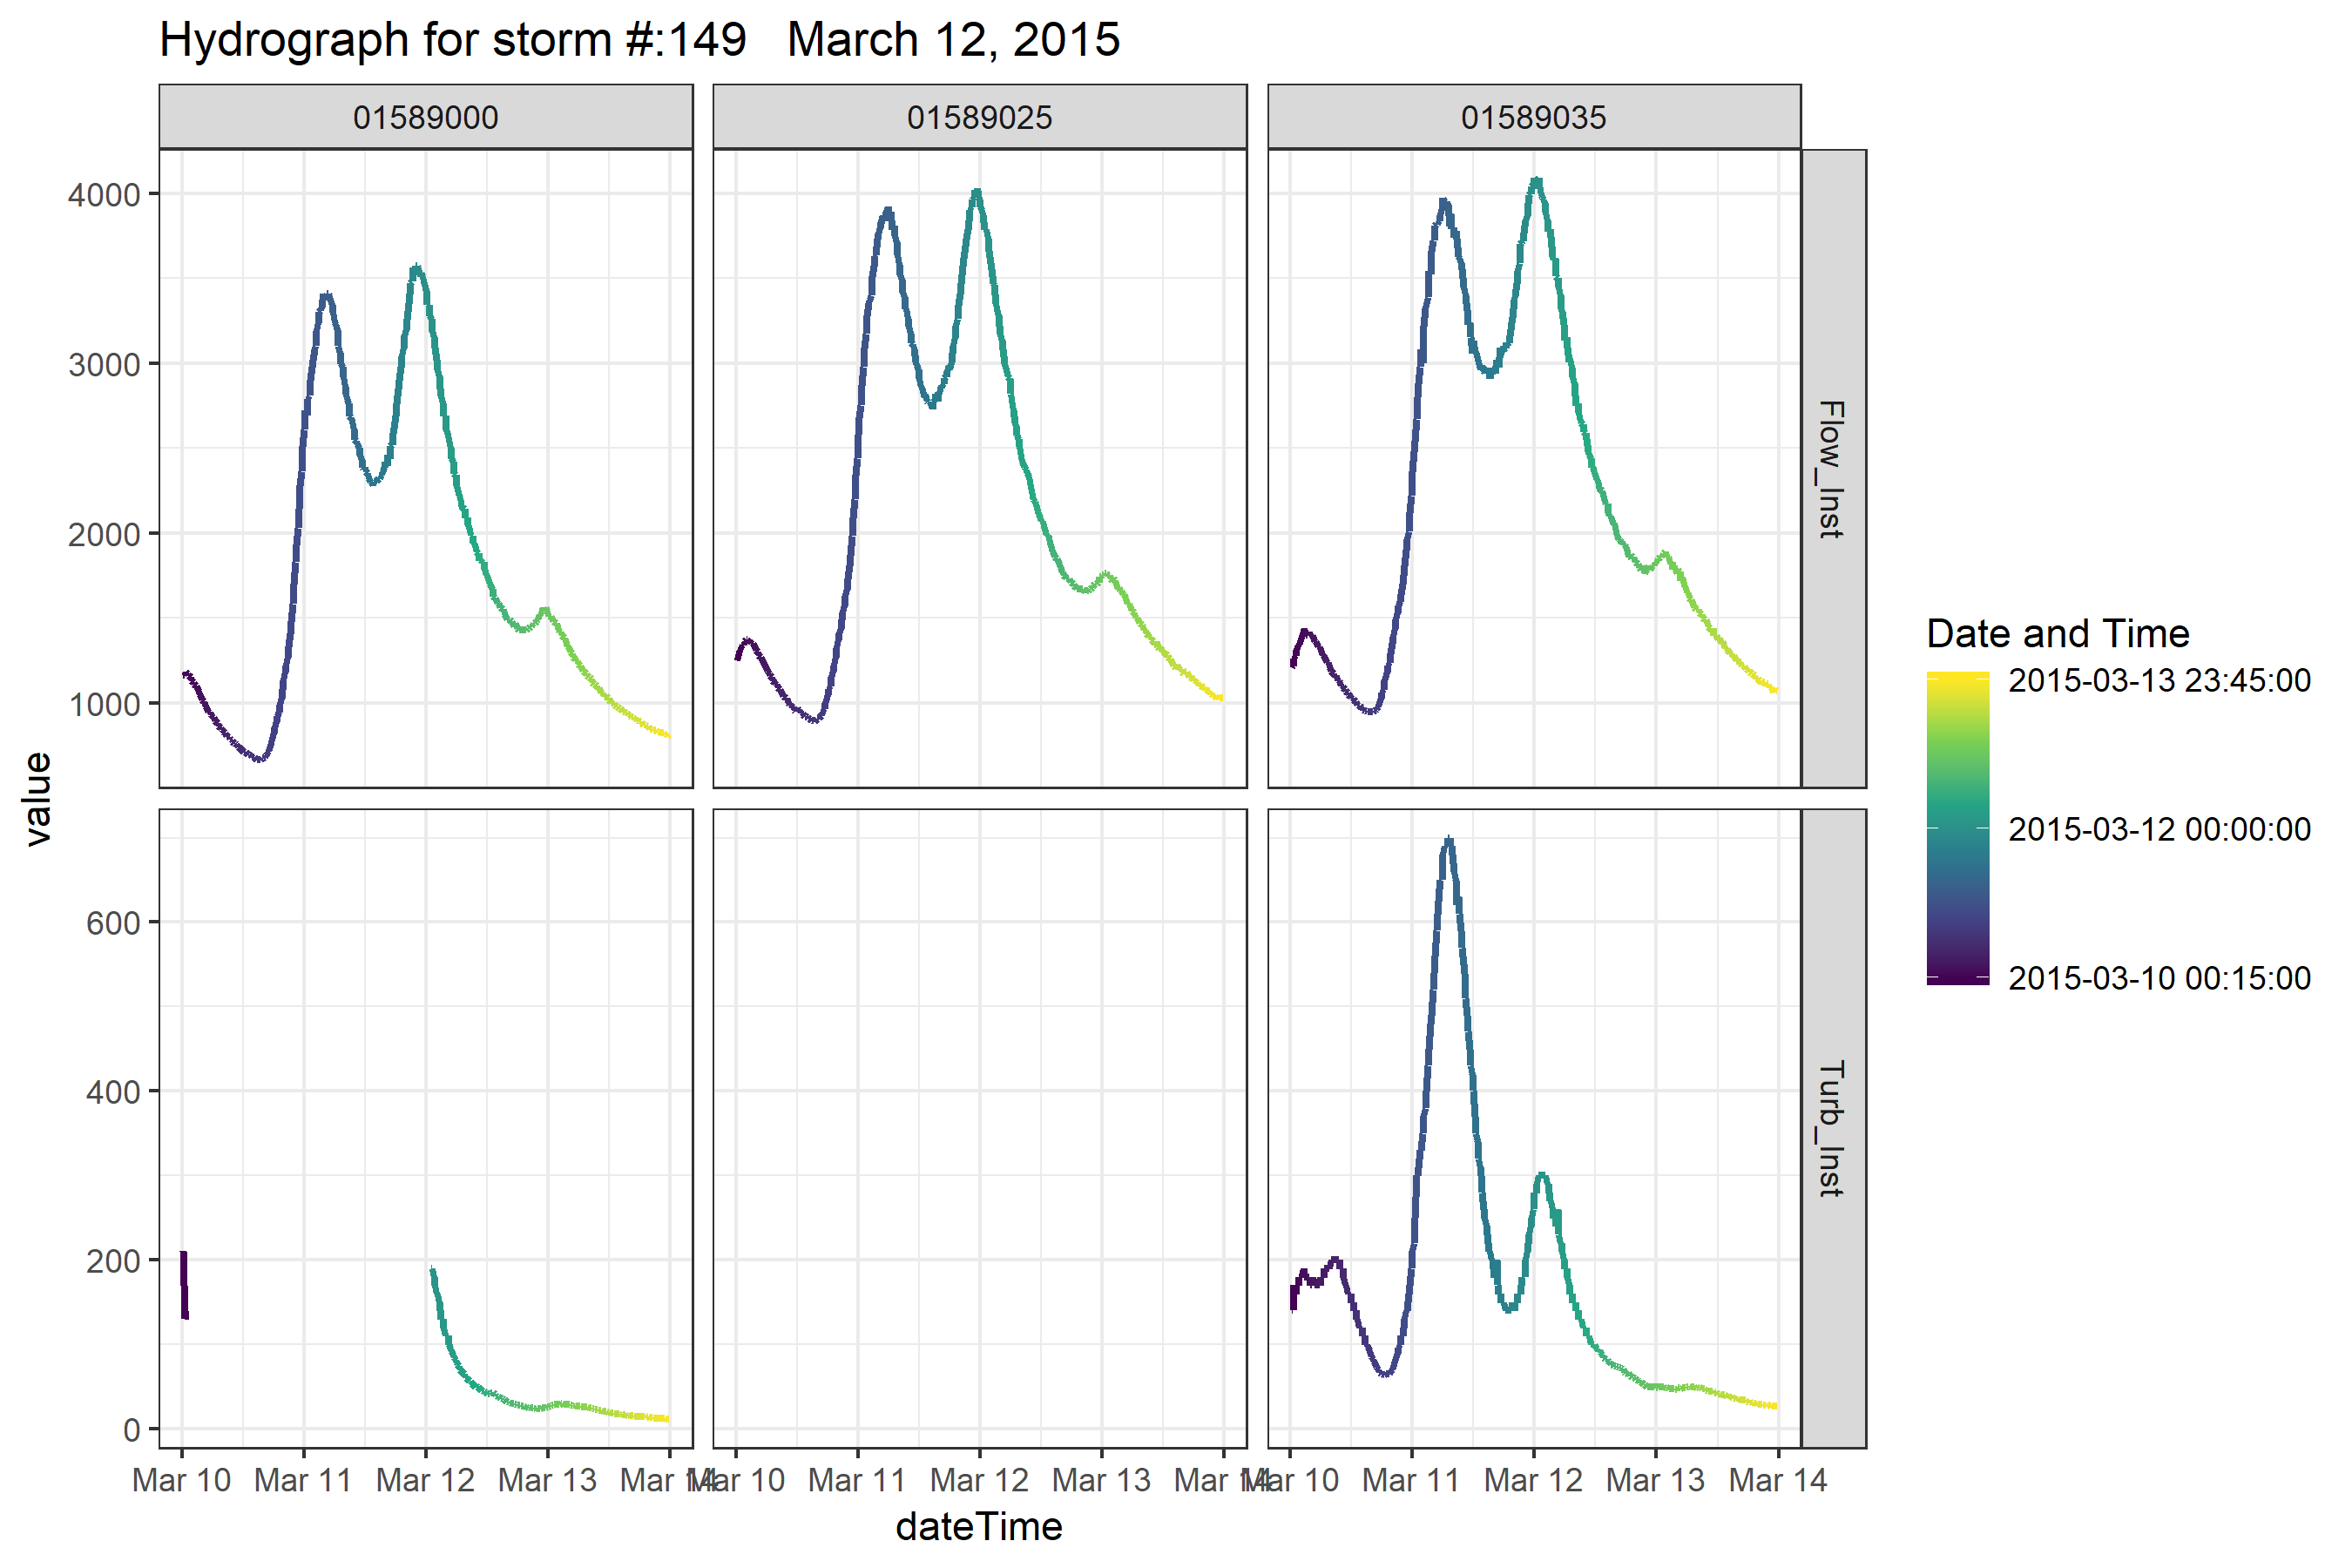 Hydrograph for storm #:149   March 12, 2015
01589000
01589025
01589035
4000
3000
2000
1000
Flow_Inst
600
400
200
0
Turb_Inst
value
Mar 10 Mar 11 Mar 12 Mar 13 Mar 14
Mar 10 Mar 11 Mar 12 Mar 13 Mar 14
Mar 10 Mar 11 Mar 12 Mar 13 Mar 14
dateTime
Date and Time
2015-03-13 23:45:00
2015-03-12 00:00:00
2015-03-10 00:15:00